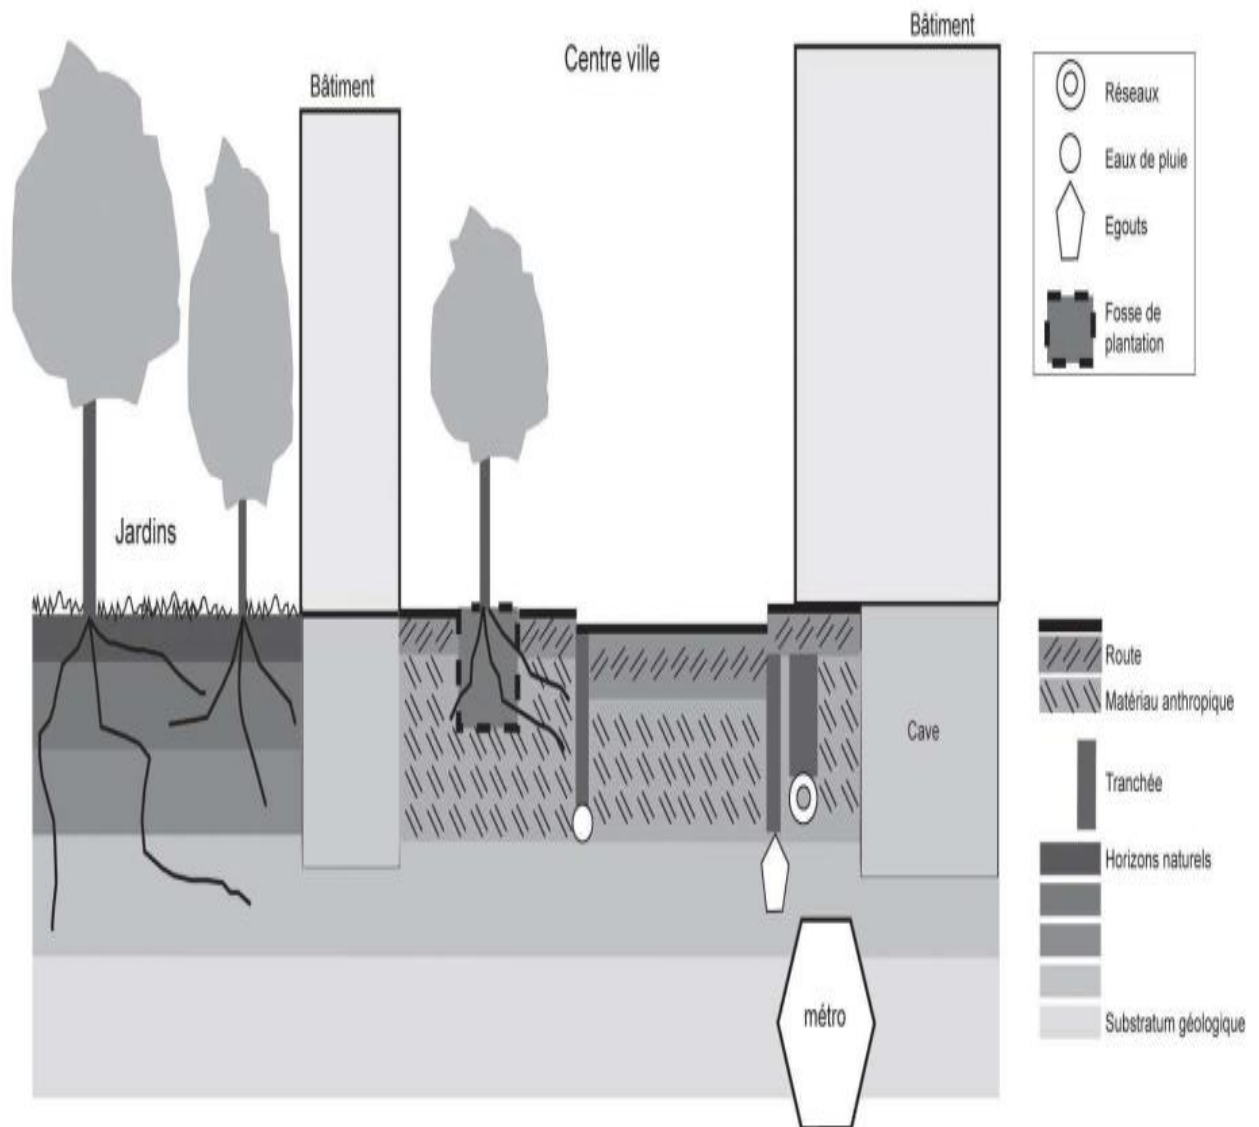 Centre ville
Bâtiment
Bâtiment
Réseaux
Eaux de pluie
Egouts
Fosse de
plantation
Jardins
Route
Matériau anthropique
Cave
Tranchée
Horizons naturels
métro
Substratum géologique